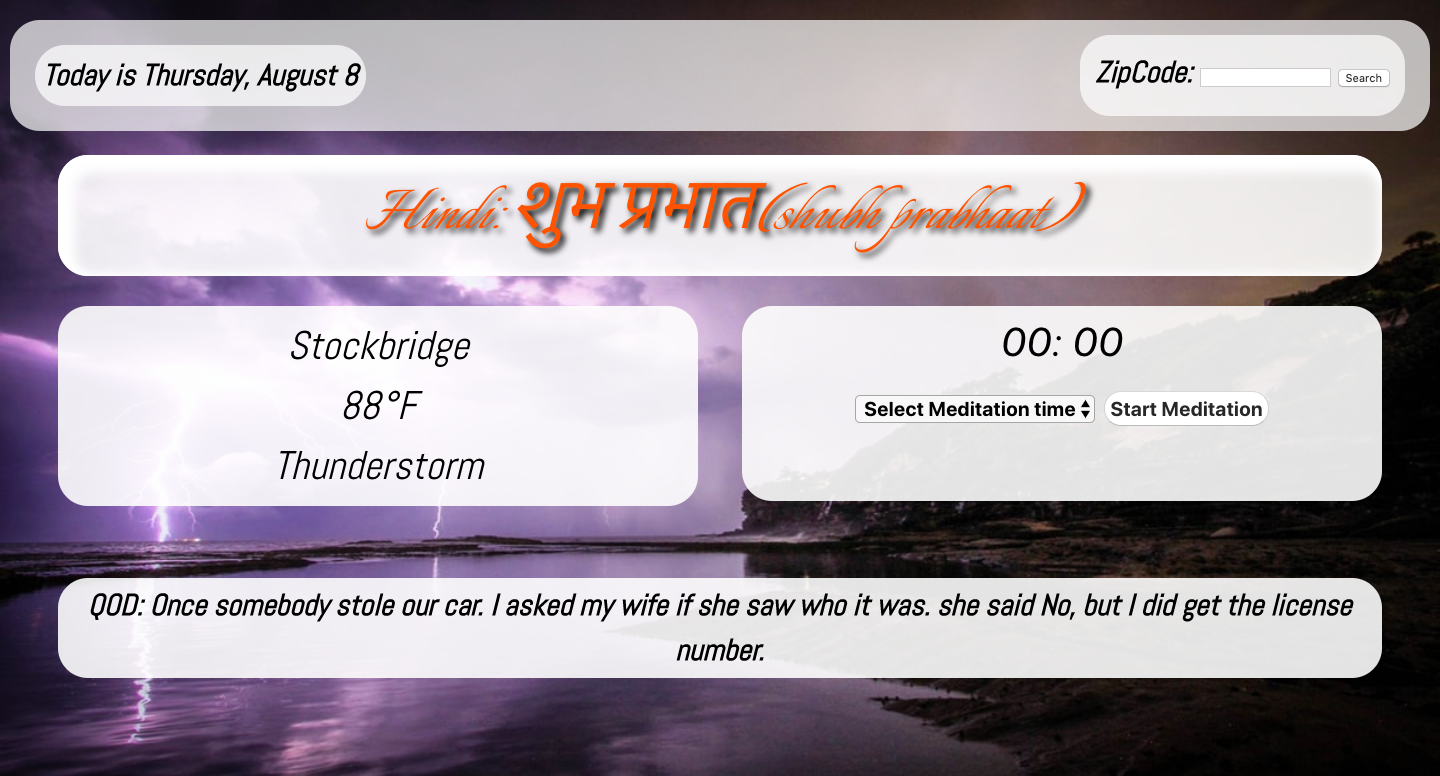 Today is Thursday, August 8
ZipCode: Search
Hindi: शुभ प्रभात(shubh prabhaat)
Stockbridge
88°F
Thunderstorm
00: 00
Select Meditation time Start Meditation
QOD: Once somebody stole our car. I asked my wife if she saw who it was. she said No, but I did get the license
number.